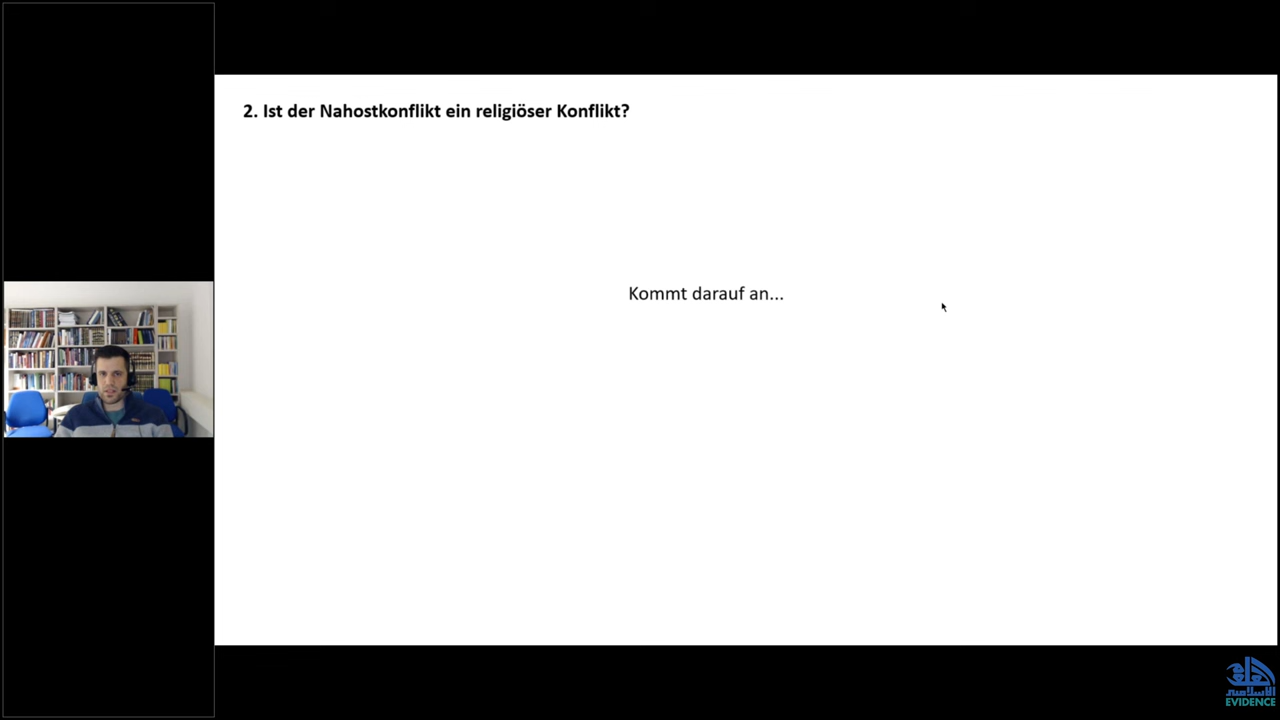 2. Ist der Nahostkonflikt ein religiöser Konflikt?
Kommt darauf an...
EVIDENCE